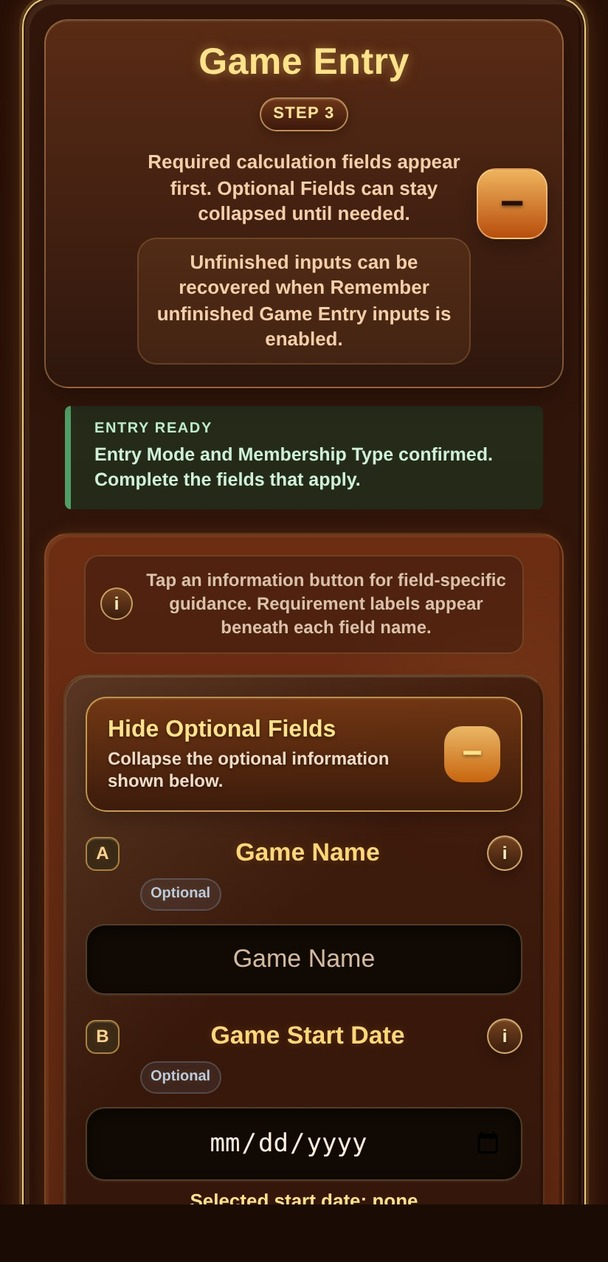 Game Entry
STEP 3
Required calculation fields appear
first. Optional Fields can stay
collapsed until needed.
Unfinished inputs can be
recovered when Remember
unfinished Game Entry inputs is
enabled.
ENTRY READY
Entry Mode and Membership Type confirmed.
Complete the fields that apply.
i
Tap an information button for field-specific
guidance. Requirement labels appear
beneath each field name.
Hide Optional Fields
Collapse the optional information
shown below.
A
Game Name
i
Optional
Game Name
B
Game Start Date
i
Optional
mm/dd/yyyy
Selected start date: none